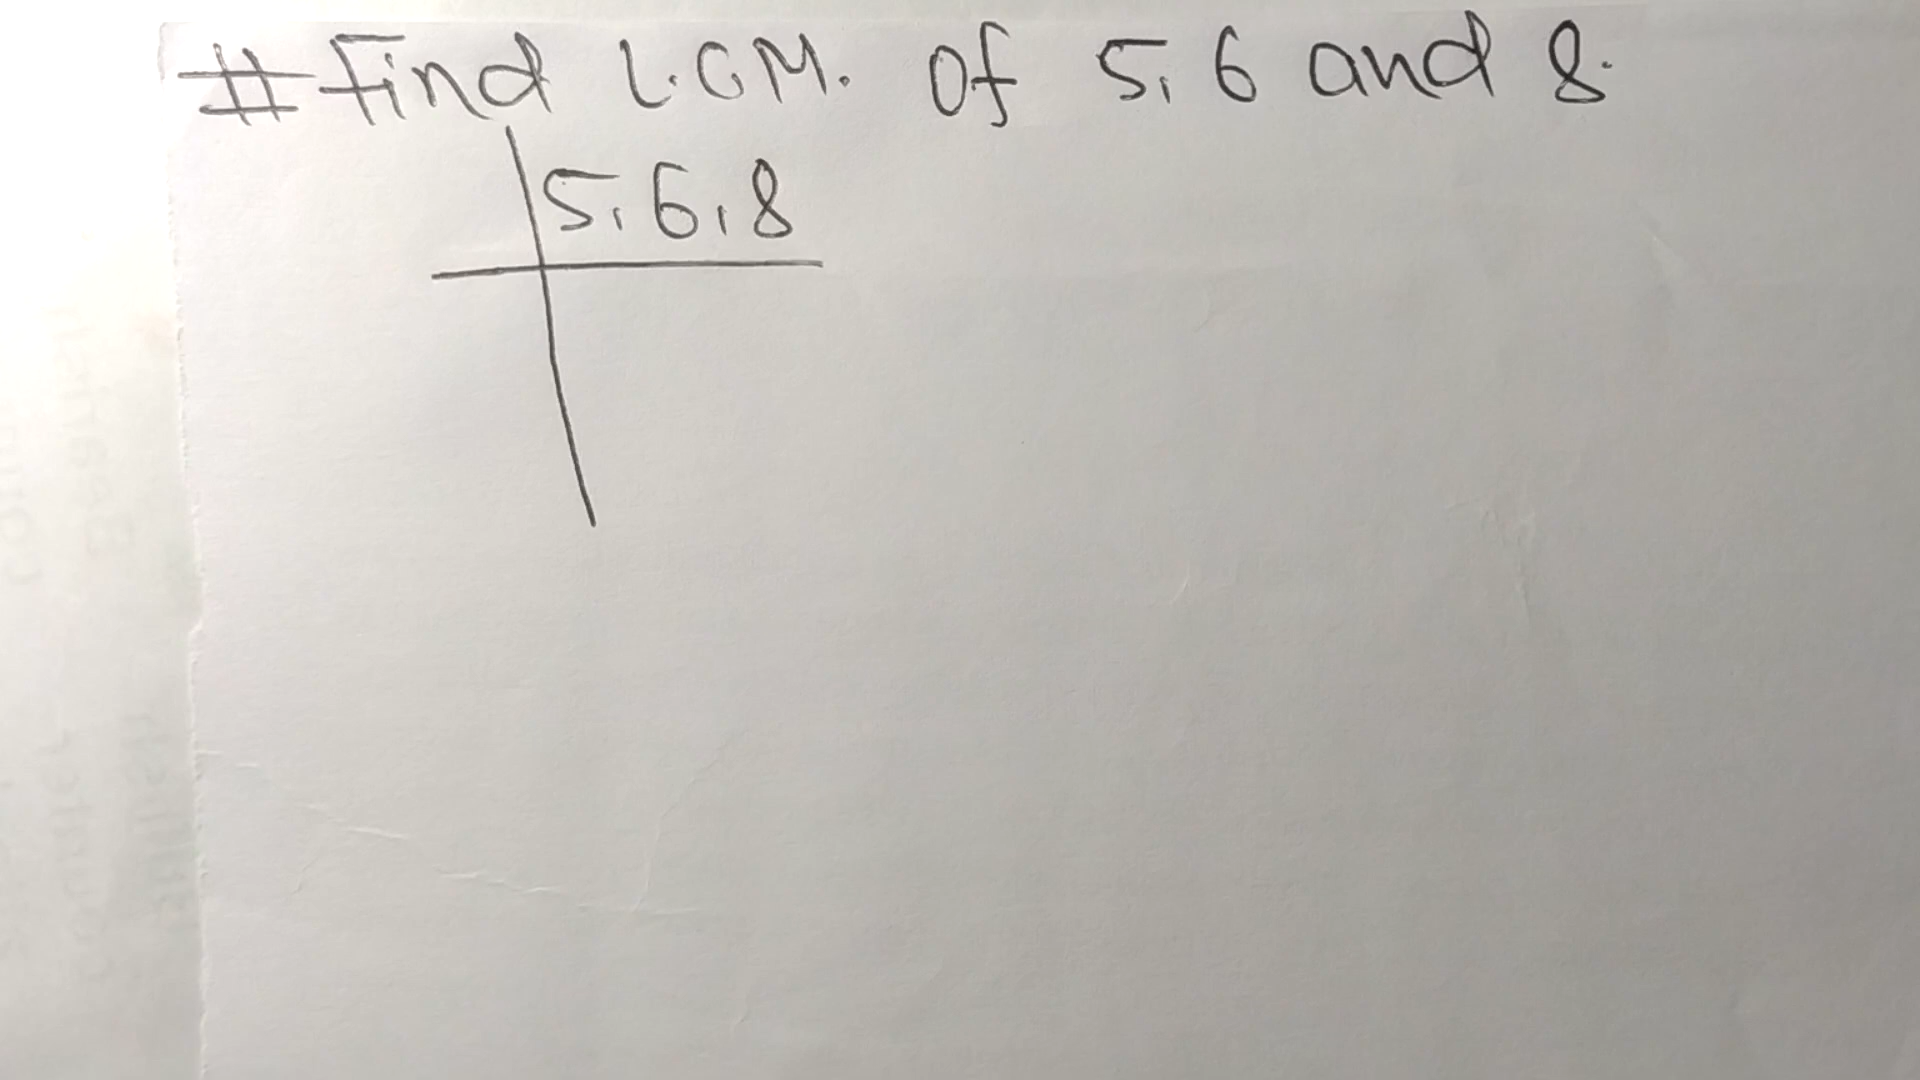 # Find L.C.M. of 5, 6 and 8.
5, 6, 8